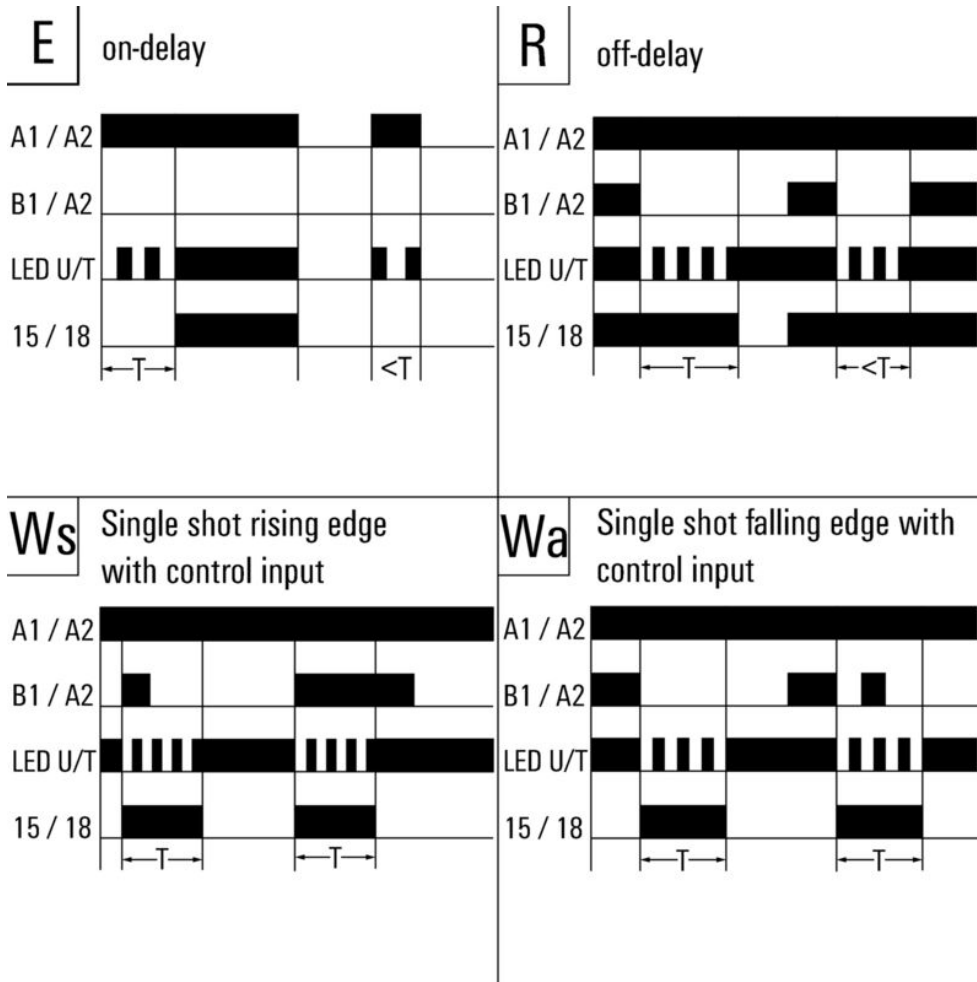 E on-delay
A1 / A2
B1 / A2
LED U/T
15 / 18
T <T
R off-delay
A1 / A2
B1 / A2
LED U/T
15 / 18
T <T
Ws Single shot rising edge
with control input
A1 / A2
B1 / A2
LED U/T
15 / 18
T T
Wa Single shot falling edge with
control input
A1 / A2
B1 / A2
LED U/T
15 / 18
T T